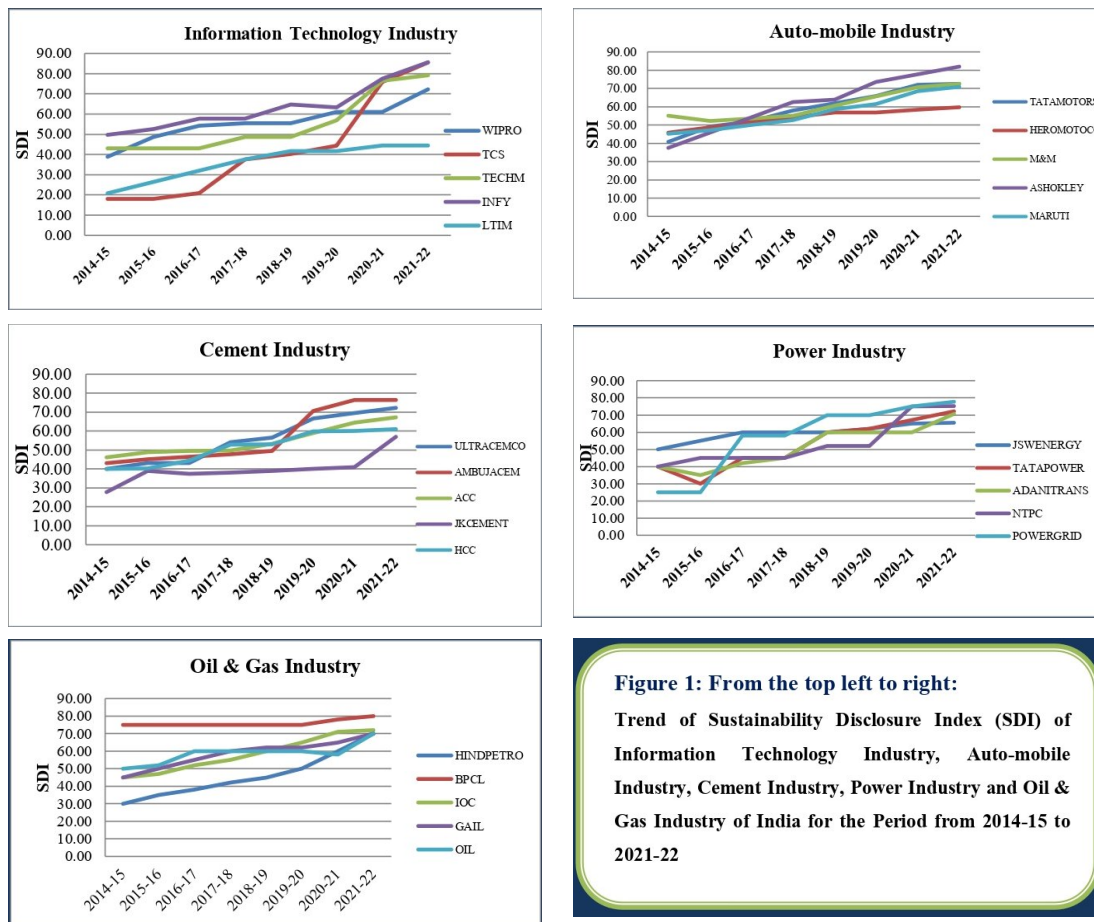 Information Technology Industry
90.00
80.00
70.00
60.00
50.00
40.00
30.00
20.00
10.00
0.00
SDI
WIPRO
TCS
TECHM
INFY
LTIM
2014-15
2015-16
2016-17
2017-18
2018-19
2019-20
2020-21
2021-22
Auto-mobile Industry
90.00
80.00
70.00
60.00
50.00
40.00
30.00
20.00
10.00
0.00
SDI
TATAMOTORS
HEROMOTOCO
M&M
ASHOKLEY
MARUTI
2014-15
2015-16
2016-17
2017-18
2018-19
2019-20
2020-21
2021-22
Cement Industry
90.00
80.00
70.00
60.00
50.00
40.00
30.00
20.00
10.00
0.00
SDI
ULTRACEMCO
AMBUJACEM
ACC
JKCEMENT
HCC
2014-15
2015-16
2016-17
2017-18
2018-19
2019-20
2020-21
2021-22
Power Industry
90.00
80.00
70.00
60.00
50.00
40.00
30.00
20.00
10.00
0.00
SDI
JSWENERGY
TATAPOWER
ADANITRANS
NTPC
POWERGRID
2014-15
2015-16
2016-17
2017-18
2018-19
2019-20
2020-21
2021-22
Oil & Gas Industry
90.00
80.00
70.00
60.00
50.00
40.00
30.00
20.00
10.00
0.00
SDI
HINDPETRO
BPCL
IOC
GAIL
OIL
2014-15
2015-16
2016-17
2017-18
2018-19
2019-20
2020-21
2021-22
Figure 1: From the top left to right:
Trend of Sustainability Disclosure Index (SDI) of
Information Technology Industry, Auto-mobile
Industry, Cement Industry, Power Industry and Oil &
Gas Industry of India for the Period from 2014-15 to
2021-22